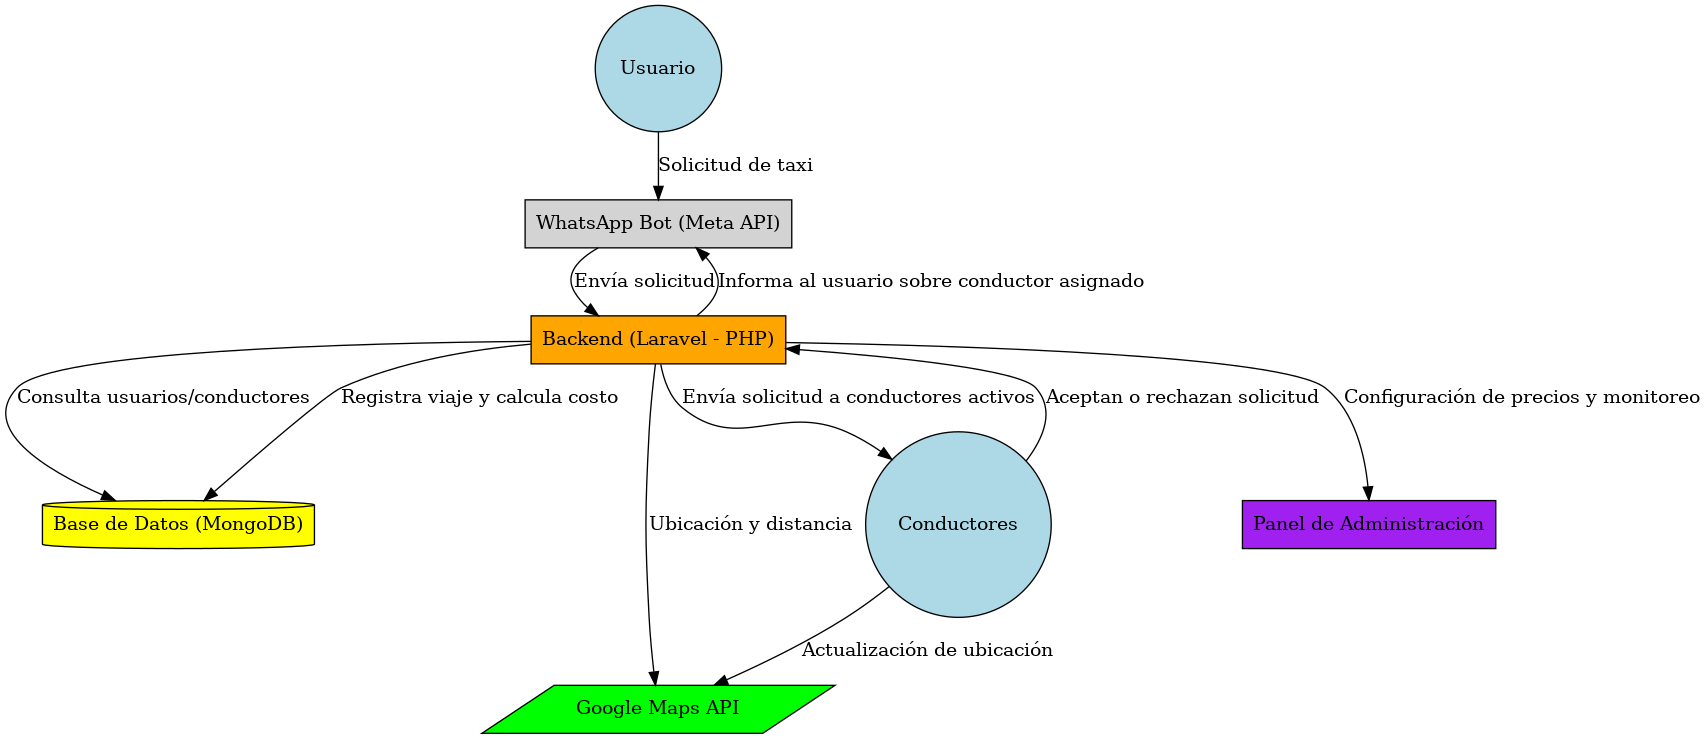 Usuario
Solicitud de taxi
WhatsApp Bot (Meta API)
Envía solicitud
Informa al usuario sobre conductor asignado
Backend (Laravel - PHP)
Consulta usuarios/conductores
Registra viaje y calcula costo
Envía solicitud a conductores activos
Aceptan o rechazan solicitud
Configuración de precios y monitoreo
Base de Datos (MongoDB)
Ubicación y distancia
Conductores
Panel de Administración
Actualización de ubicación
Google Maps API